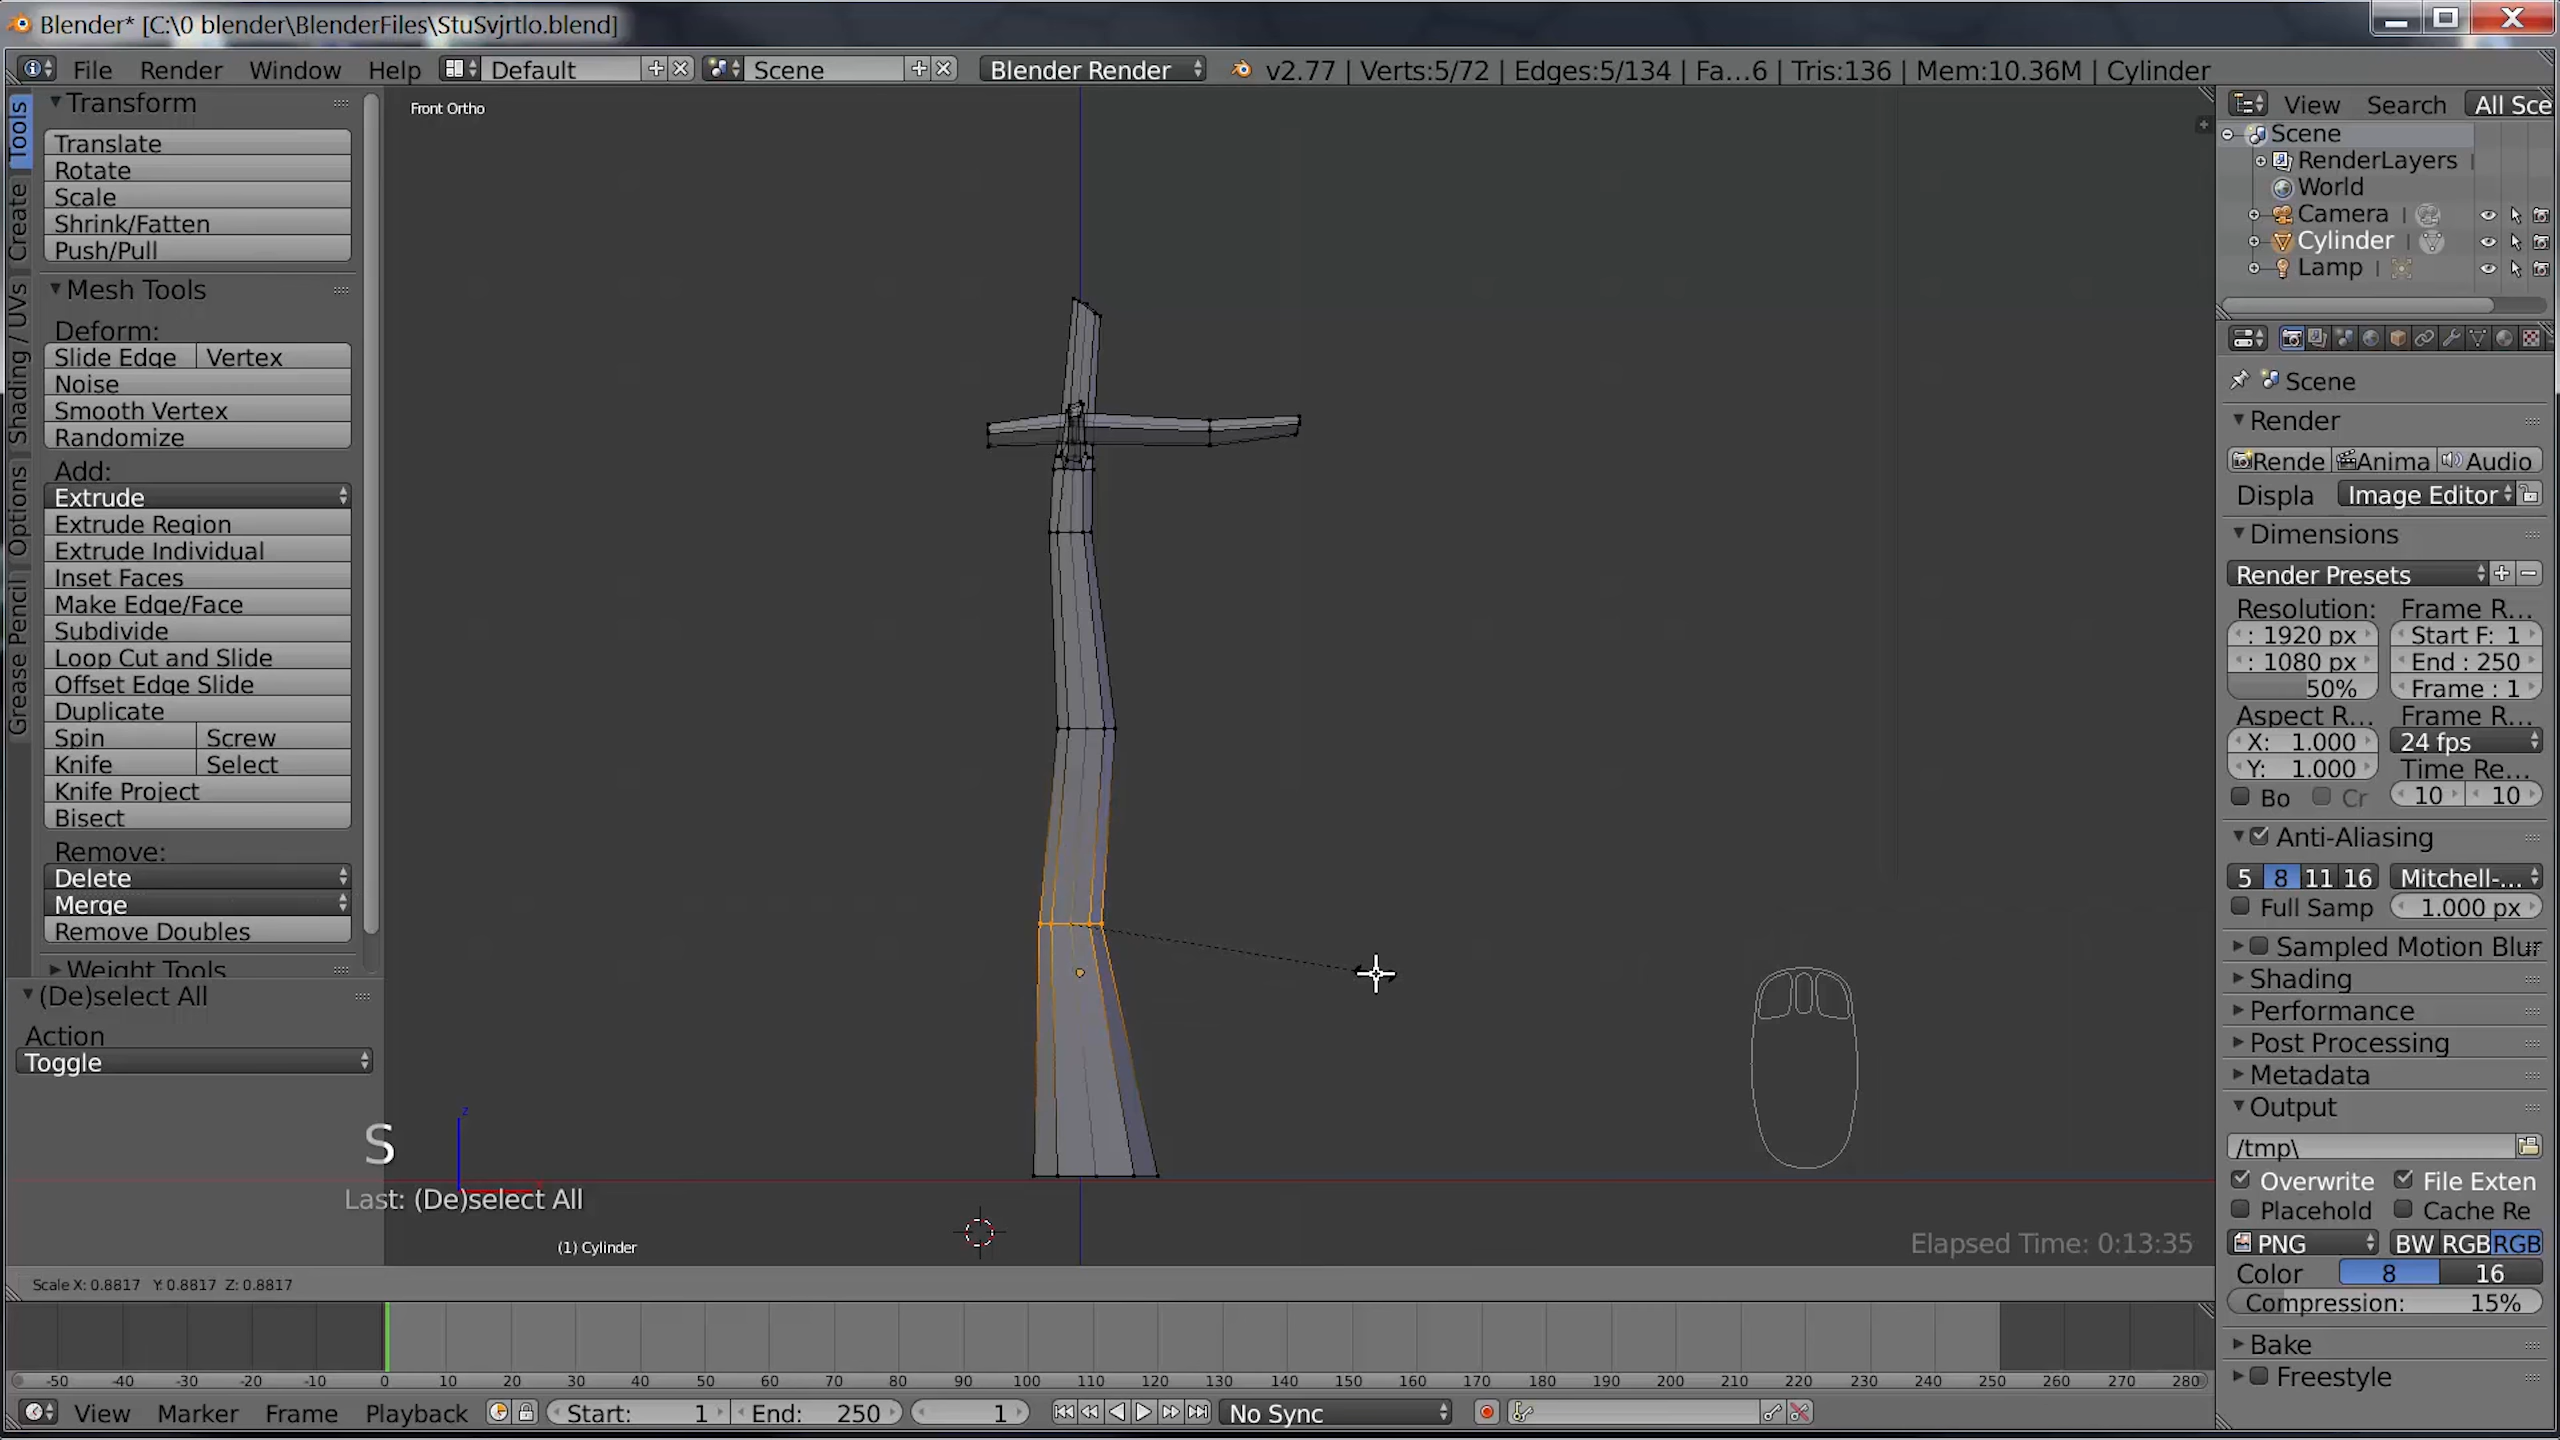 Blender* [C:\0 blender\BlenderFiles\StuSvjrtlo.blend]
File Render Window Help Default Scene Blender Render v2.77 | Verts:5/72 | Edges:5/134 | Fa...6 | Tris:136 | Mem:10.36M | Cylinder
Tools
Create
Shading / UVs
Options
Grease Pencil
Transform
Translate
Rotate
Scale
Shrink/Fatten
Push/Pull
Mesh Tools
Deform:
Slide Edge Vertex
Noise
Smooth Vertex
Randomize
Add:
Extrude
Extrude Region
Extrude Individual
Inset Faces
Make Edge/Face
Subdivide
Loop Cut and Slide
Offset Edge Slide
Duplicate
Spin Screw
Knife Select
Knife Project
Bisect
Remove:
Delete
Merge
Remove Doubles
Weight Tools
(De)select All
Action
Toggle
Front Ortho
z
S
Last: (De)select All
(1) Cylinder
Elapsed Time: 0:13:35
Scale X: 0.8817 Y: 0.8817 Z: 0.8817
-50 -40 -30 -20 -10 0 10 20 30 40 50 60 70 80 90 100 110 120 130 140 150 160 170 180 190 200 210 220 230 240 250 260 270 280
View Marker Frame Playback Start: 1 End: 250 1 No Sync
View Search All Sce
Scene
RenderLayers
World
Camera
Cylinder
Lamp
Scene
Render
Rende Anima Audio
Displa Image Editor
Dimensions
Render Presets
Resolution: Frame R...
: 1920 px Start F: 1
: 1080 px End : 250
50% Frame : 1
Aspect R... Frame R...
X: 1.000 24 fps
Y: 1.000 Time Re...
Bo Cr 10 10
Anti-Aliasing
5 8 11 16 Mitchell-...
Full Samp 1.000 px
Sampled Motion Blur
Shading
Performance
Post Processing
Metadata
Output
/tmp\
Overwrite File Exten
Placehold Cache Re
PNG BW RGB RGB
Color 8 16
Compression: 15%
Bake
Freestyle